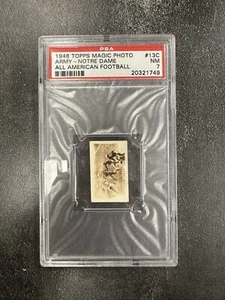 PSA
1948 TOPPS MAGIC PHOTO #13C
ARMY - NOTRE DAME NM
ALL AMERICAN FOOTBALL 7
20321749